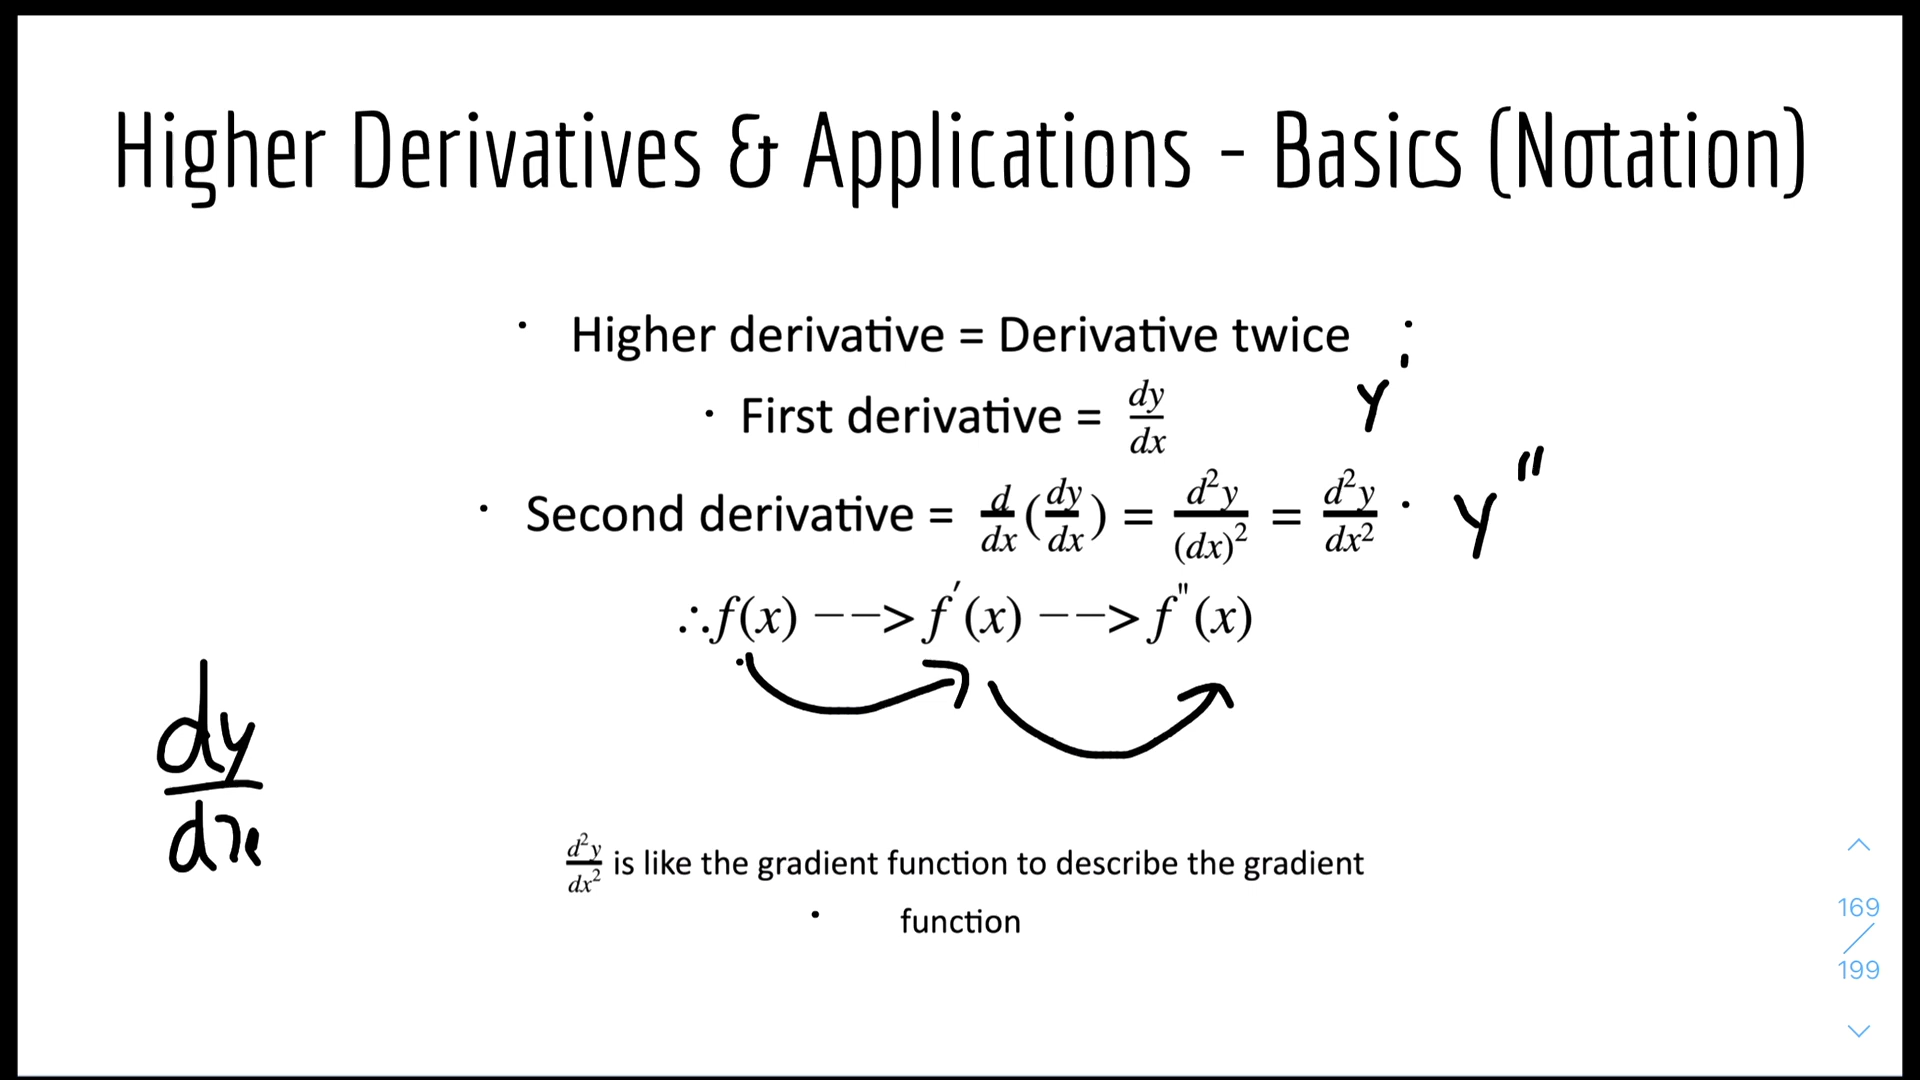 Higher Derivatives & Applications - Basics (Notation)
· Higher derivative = Derivative twice ·
· First derivative = dy/dx y'
· Second derivative = d/dx(dy/dx) = d²y/(dx)² = d²y/dx² · y"
∴f(x) −−> f′(x) −−> f"(x)
dy/dx
d²y/dx² is like the gradient function to describe the gradient
· function
169
/
199